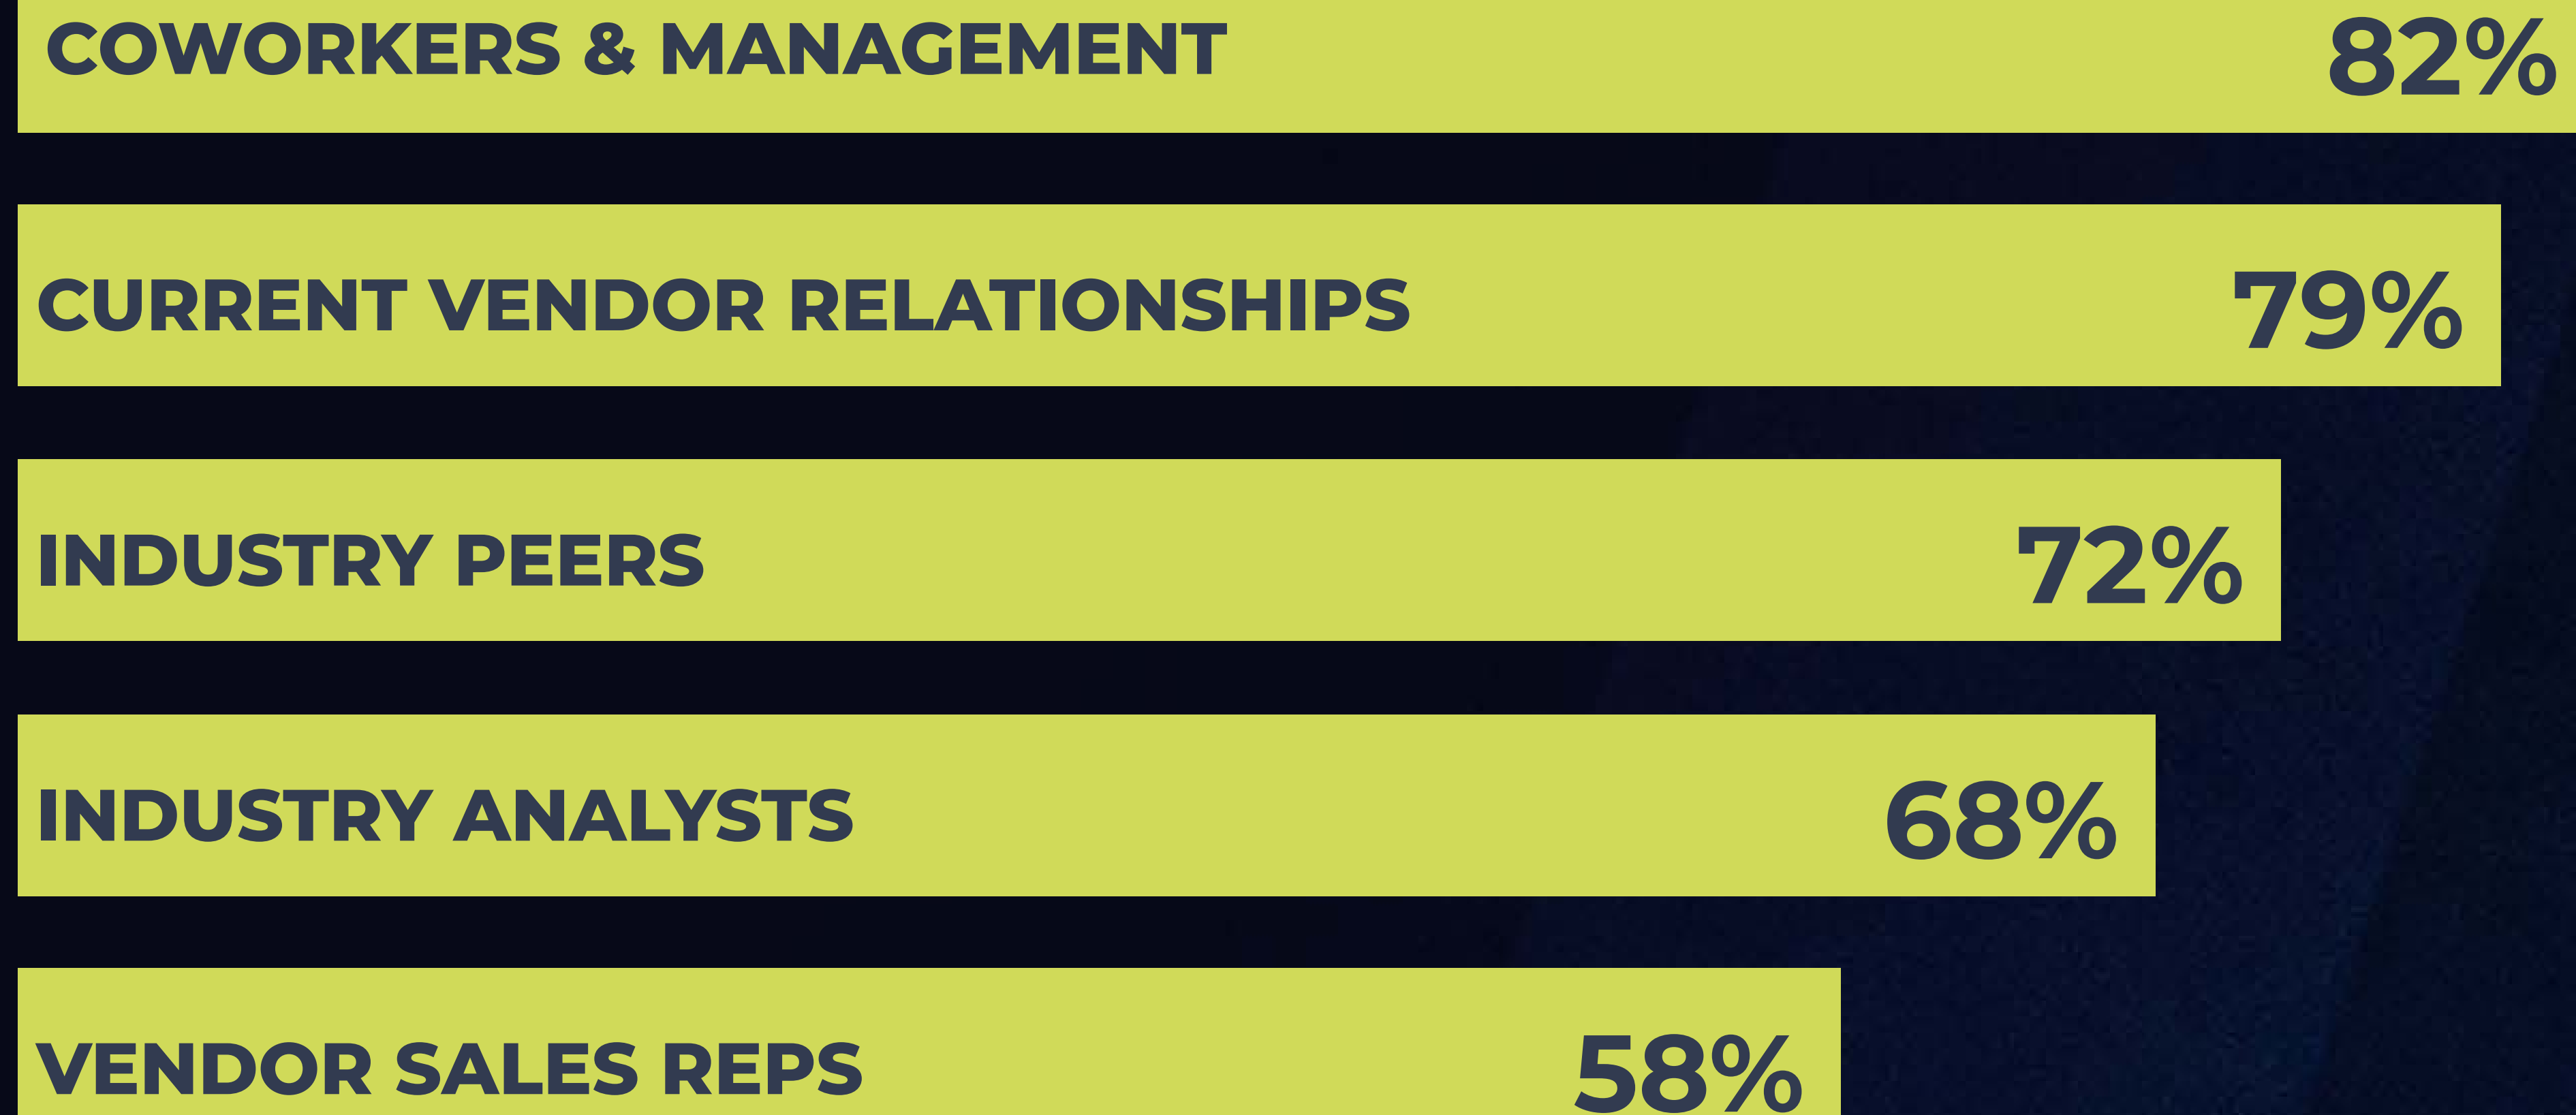 COWORKERS & MANAGEMENT 82%
CURRENT VENDOR RELATIONSHIPS 79%
INDUSTRY PEERS 72%
INDUSTRY ANALYSTS 68%
VENDOR SALES REPS 58%